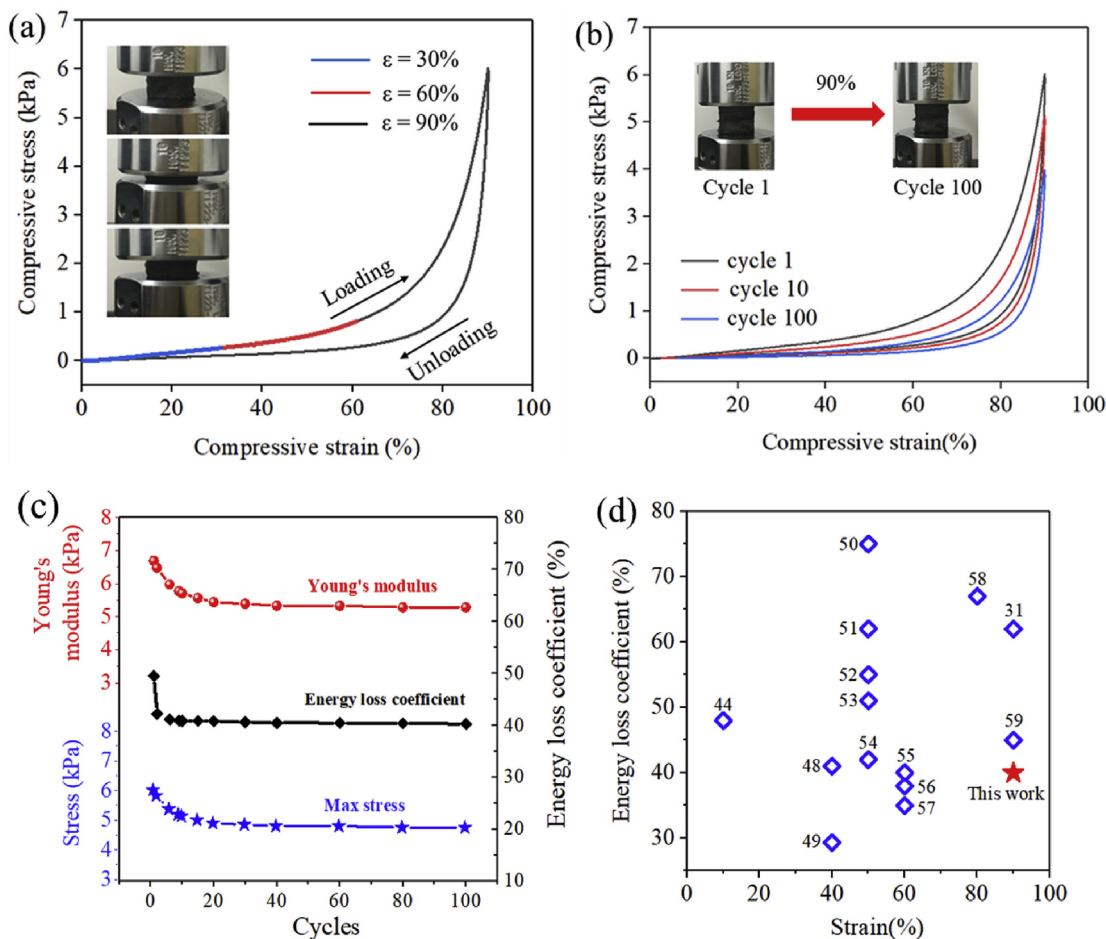 (a)
7
6
5
4
3
2
1
0
Compressive stress (kPa)
ε = 30%
ε = 60%
ε = 90%
Loading
Unloading
0 20 40 60 80 100
Compressive strain (%)
(b)
7
6
5
4
3
2
1
0
Compressive stress (kPa)
90%
Cycle 1
Cycle 100
cycle 1
cycle 10
cycle 100
0 20 40 60 80 100
Compressive strain(%)
(c)
8
7
6
5
4
3
Young's
modulus (kPa)
8
7
6
5
4
3
Stress (kPa)
80
70
60
50
40
30
20
10
Energy loss coefficient (%)
Young's modulus
Energy loss coefficient
Max stress
0 20 40 60 80 100
Cycles
(d)
80
70
60
50
40
30
Energy loss coefficient (%)
50
58
51
31
52
53
44
59
54
48
55
56
57
49
This work
0 20 40 60 80 100
Strain(%)